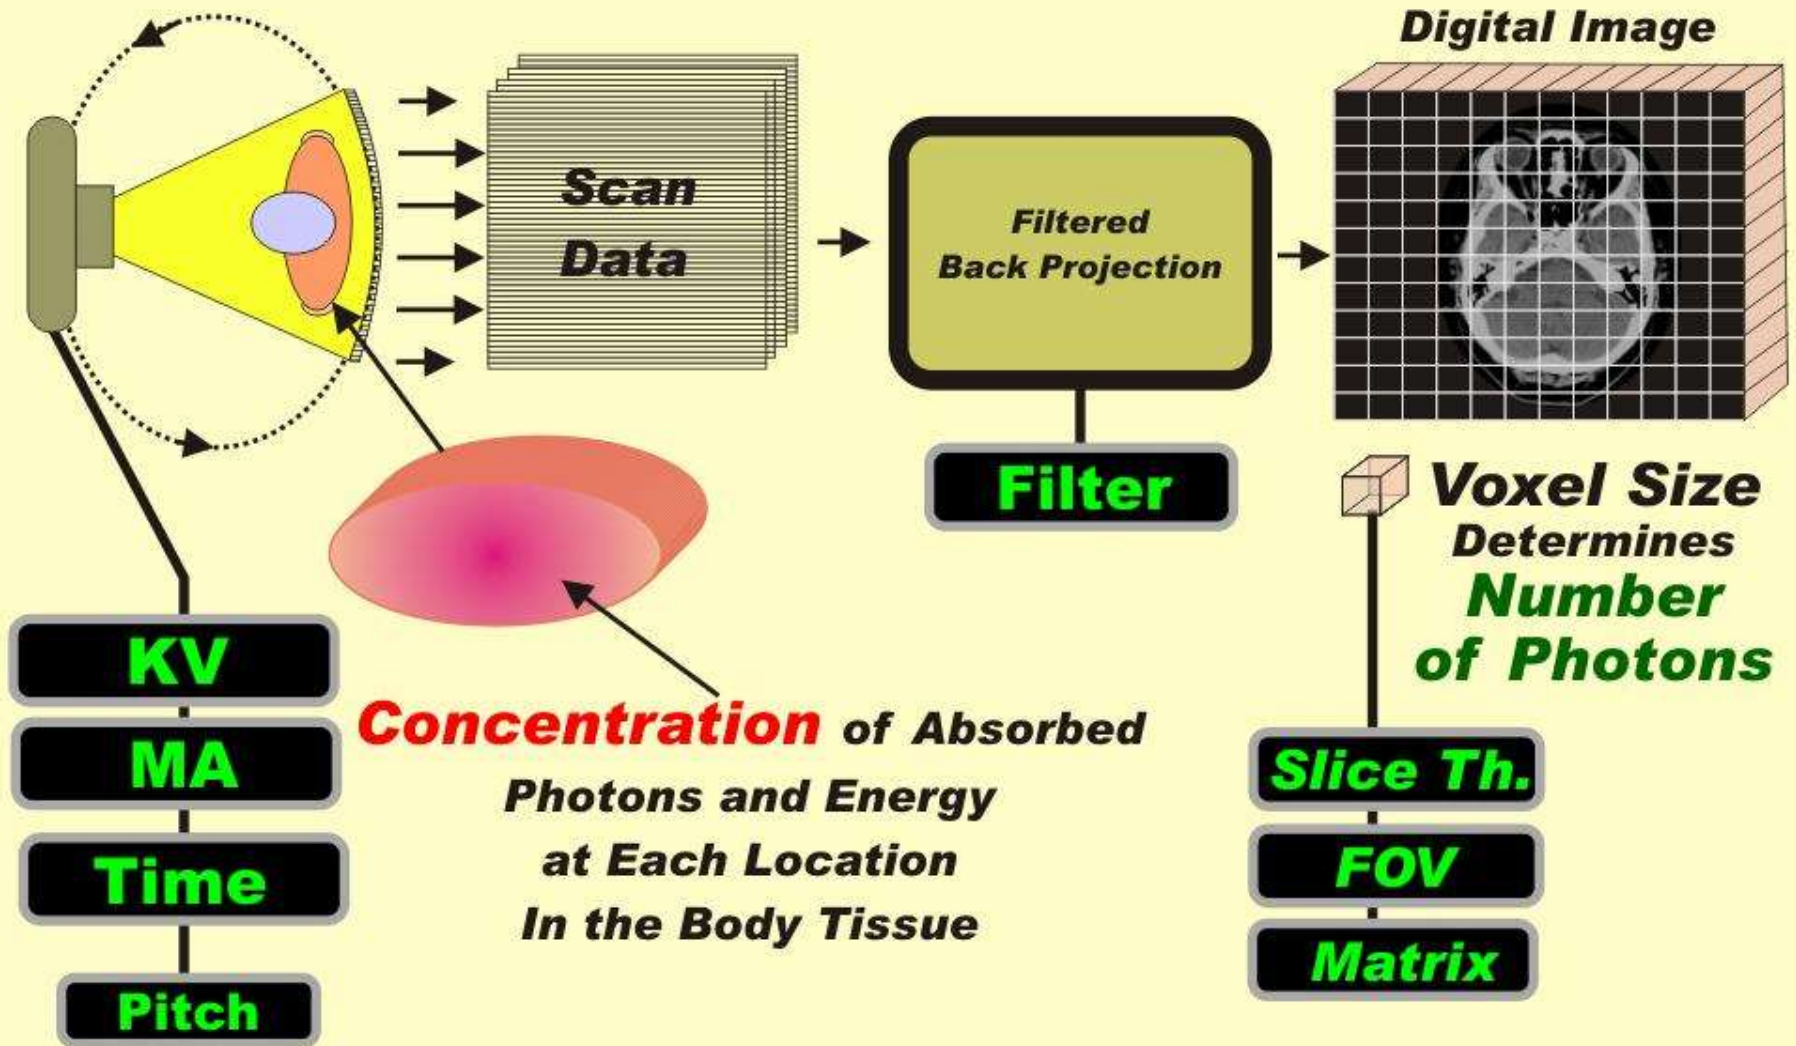 Digital Image
Scan
Data
Filtered
Back Projection
Filter
Voxel Size
Determines
Number
of Photons
KV
MA
Time
Pitch
Concentration of Absorbed
Photons and Energy
at Each Location
In the Body Tissue
Slice Th.
FOV
Matrix